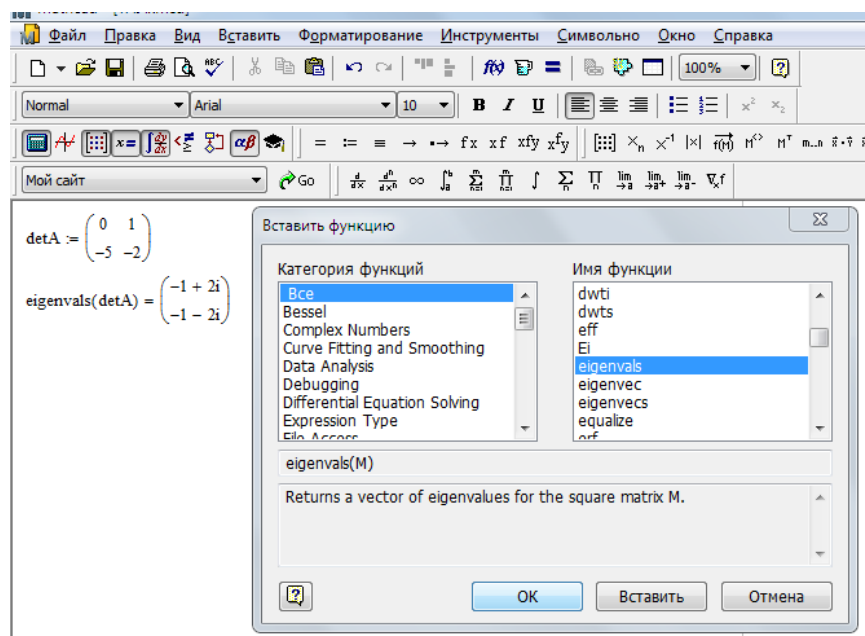 Файл Правка Вид Вставить Форматирование Инструменты Символьно Окно Справка
100%
Normal Arial 10 B I U
Мой сайт Go
detA := ( 0 1
-5 -2 )
eigenvals(detA) = ( -1 + 2i
-1 - 2i )
Вставить функцию
Категория функций
Все
Bessel
Complex Numbers
Curve Fitting and Smoothing
Data Analysis
Debugging
Differential Equation Solving
Expression Type
File Access
Имя функции
dwti
dwts
eff
Ei
eigenvals
eigenvec
eigenvecs
equalize
erf
eigenvals(M)
Returns a vector of eigenvalues for the square matrix M.
OK Вставить Отмена